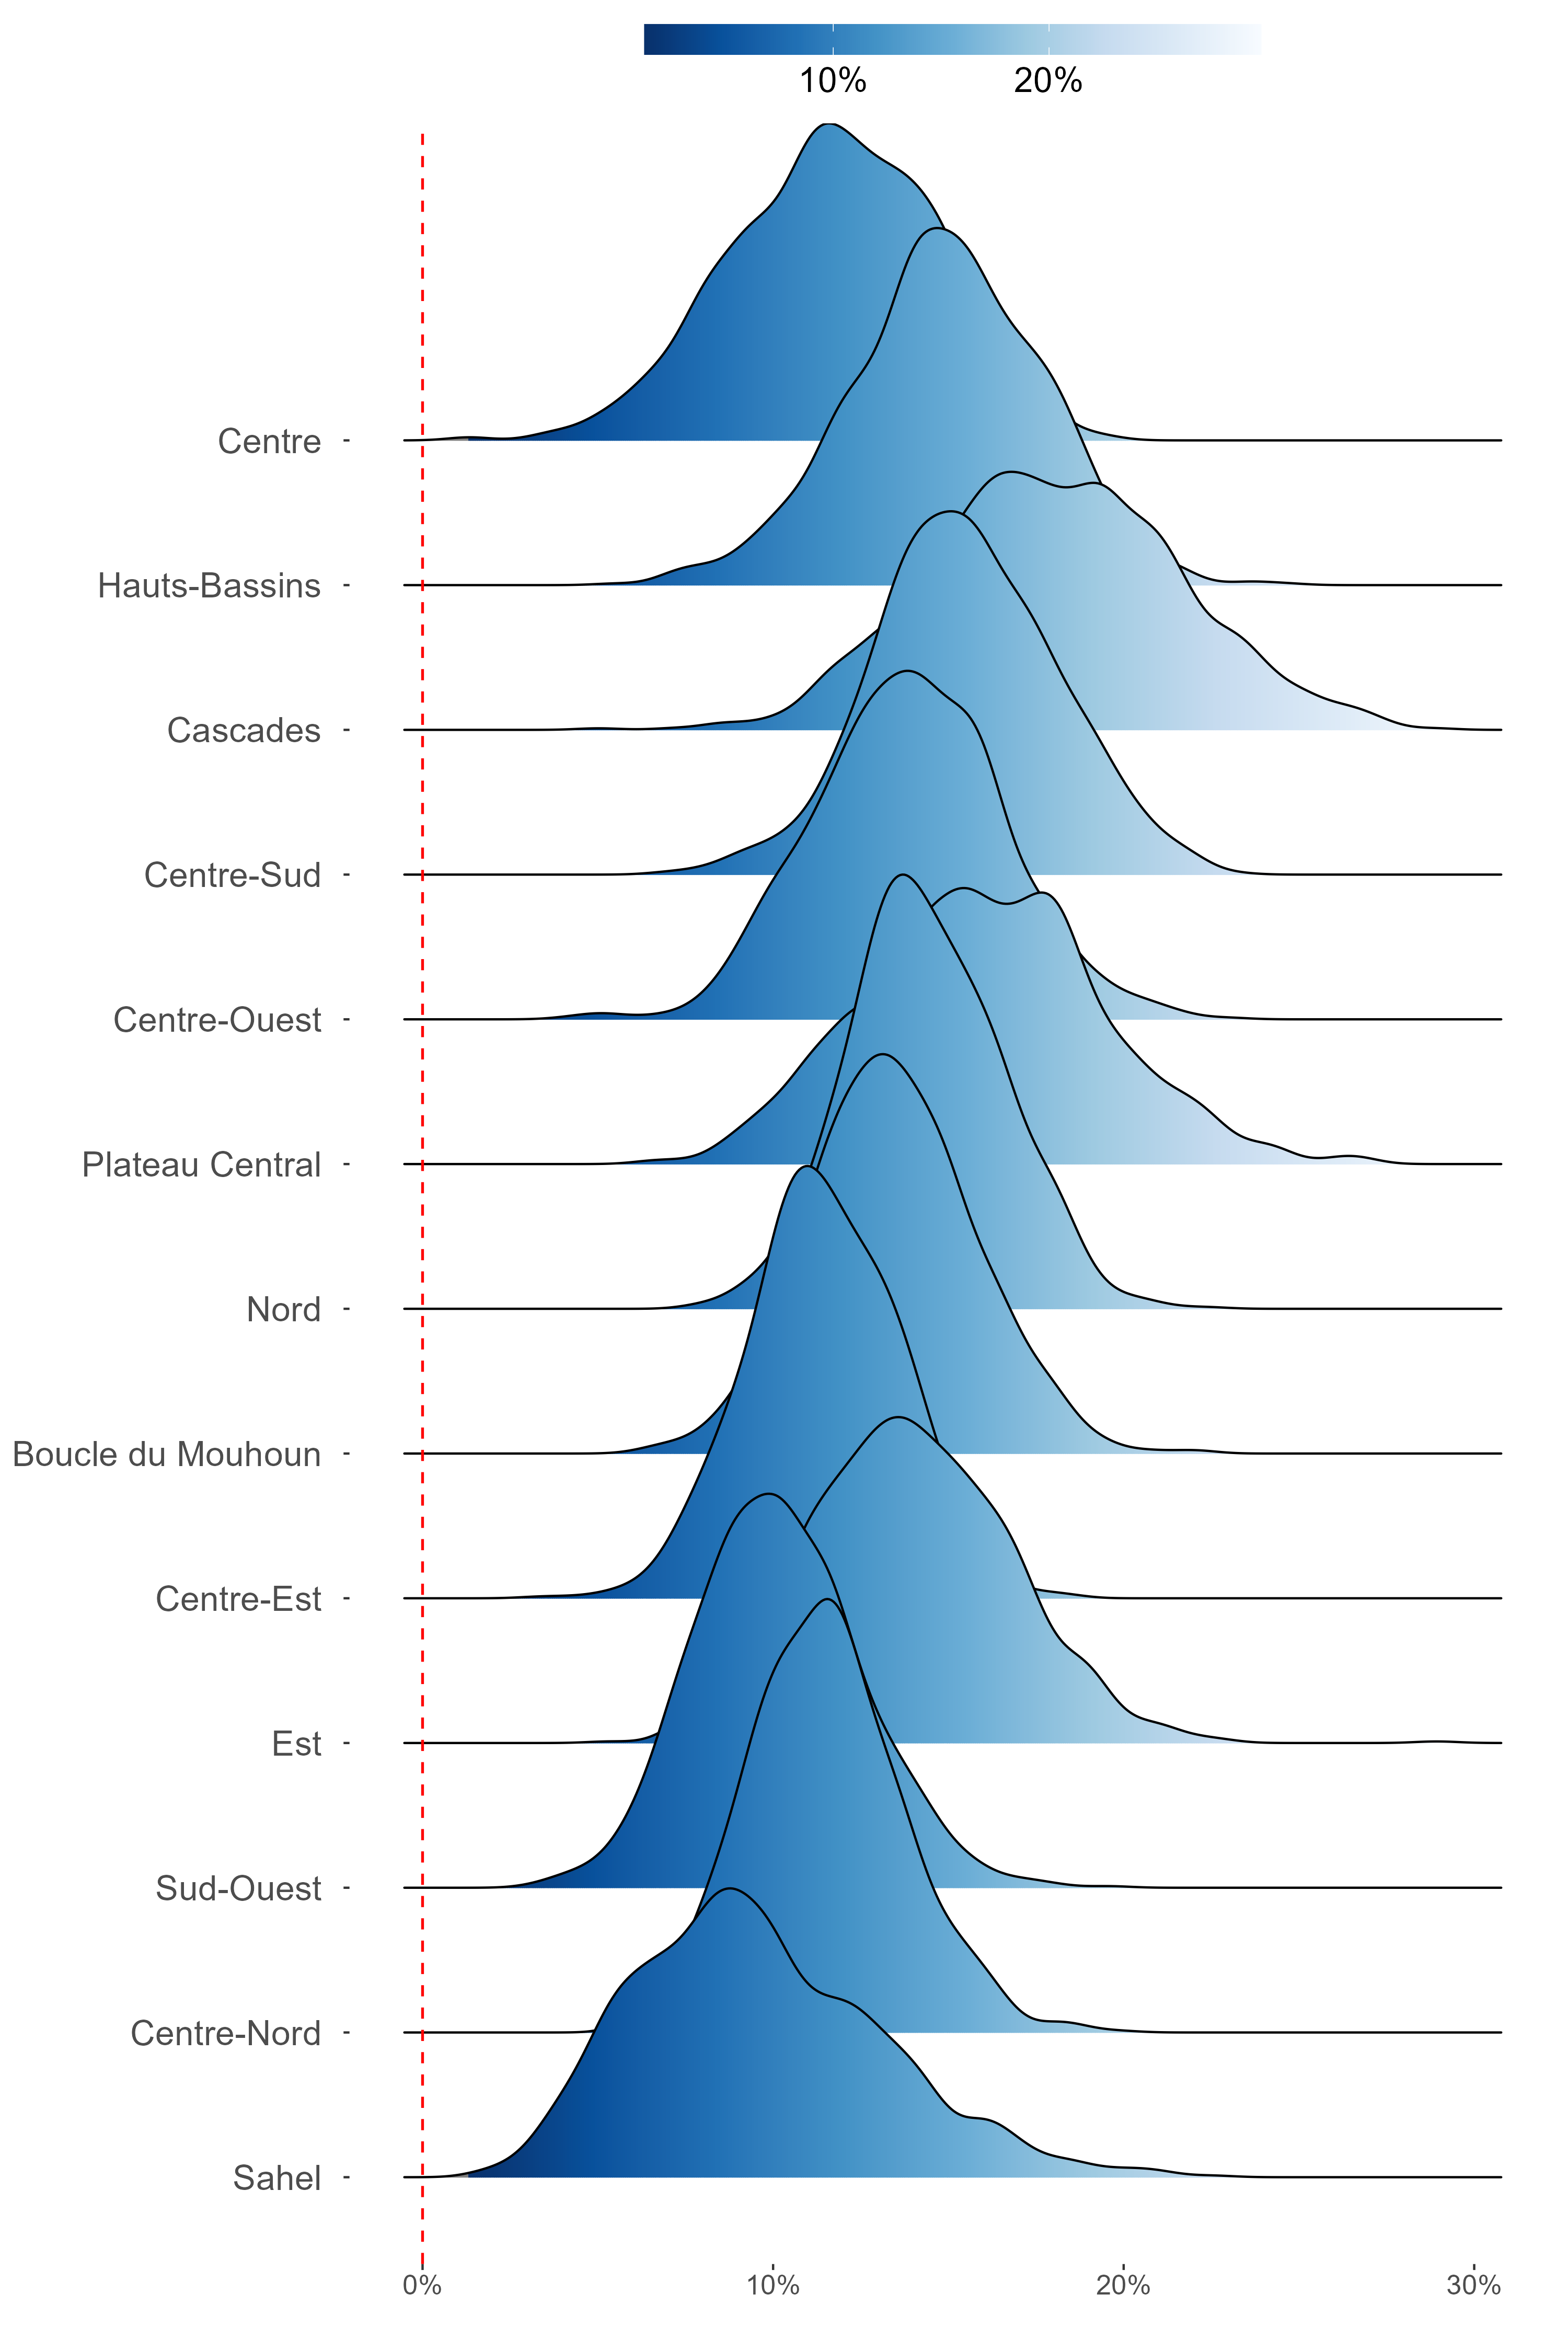 10% 20%
Centre
Hauts-Bassins
Cascades
Centre-Sud
Centre-Ouest
Plateau Central
Nord
Boucle du Mouhoun
Centre-Est
Est
Sud-Ouest
Centre-Nord
Sahel
0% 10% 20% 30%